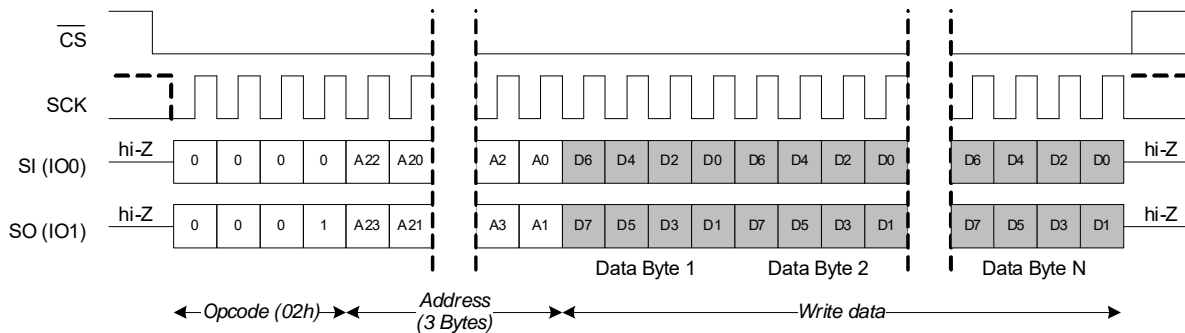 CS
SCK
SI (IO0) hi-Z 0 0 0 0 A22 A20 A2 A0 D6 D4 D2 D0 D6 D4 D2 D0 D6 D4 D2 D0 hi-Z
SO (IO1) hi-Z 0 0 0 1 A23 A21 A3 A1 D7 D5 D3 D1 D7 D5 D3 D1 D7 D5 D3 D1 hi-Z
Data Byte 1 Data Byte 2 Data Byte N
Opcode (02h) Address Write data
(3 Bytes)